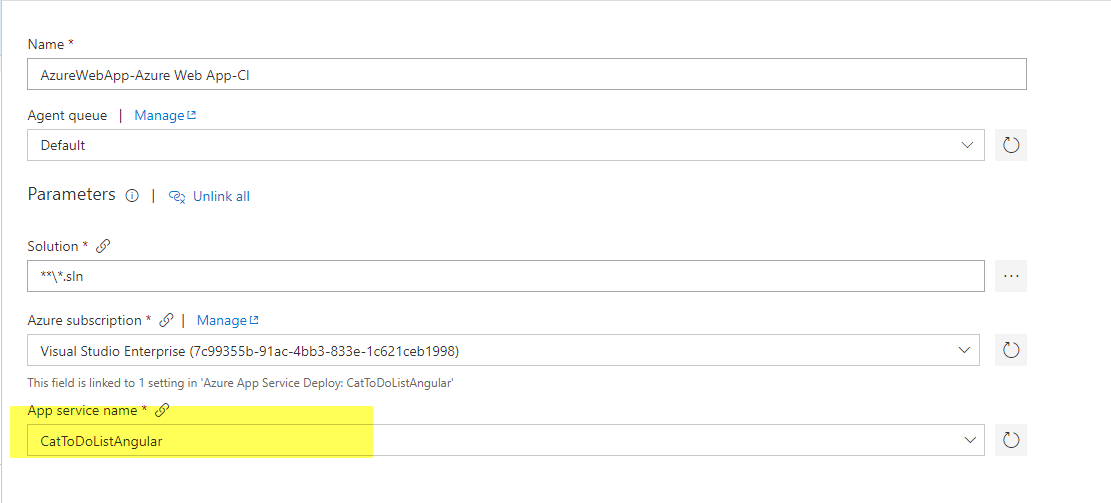 Name *
AzureWebApp-Azure Web App-CI
Agent queue | Manage
Default
Parameters | Unlink all
Solution *
**\*.sln
Azure subscription * | Manage
Visual Studio Enterprise (7c99355b-91ac-4bb3-833e-1c621ceb1998)
This field is linked to 1 setting in 'Azure App Service Deploy: CatToDoListAngular'
App service name *
CatToDoListAngular